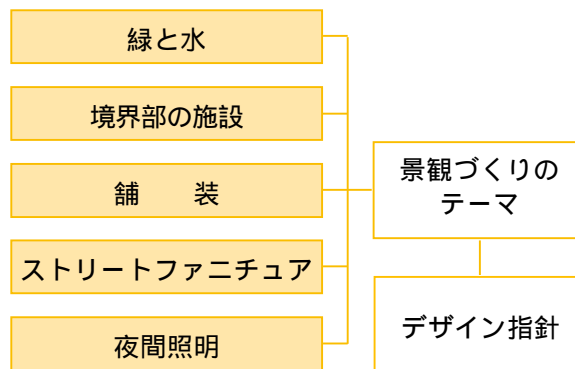 緑と水
境界部の施設
舗　　装
ストリートファニチュア
夜間照明
景観づくりの
テーマ
デザイン指針